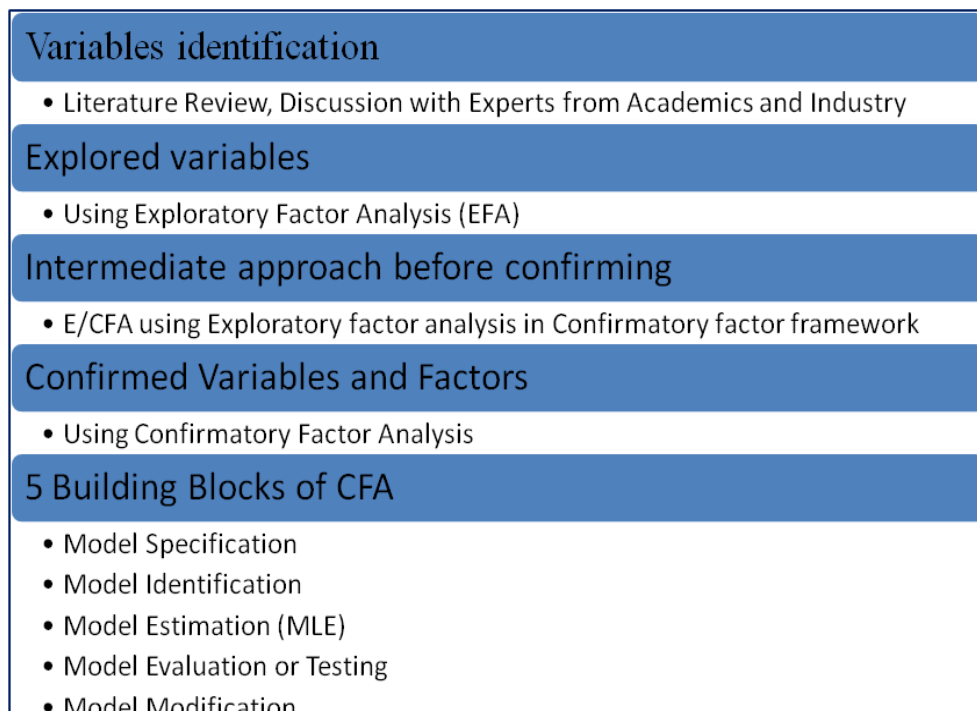 Variables identification
• Literature Review, Discussion with Experts from Academics and Industry
Explored variables
• Using Exploratory Factor Analysis (EFA)
Intermediate approach before confirming
• E/CFA using Exploratory factor analysis in Confirmatory factor framework
Confirmed Variables and Factors
• Using Confirmatory Factor Analysis
5 Building Blocks of CFA
• Model Specification
• Model Identification
• Model Estimation (MLE)
• Model Evaluation or Testing
• Model Modification